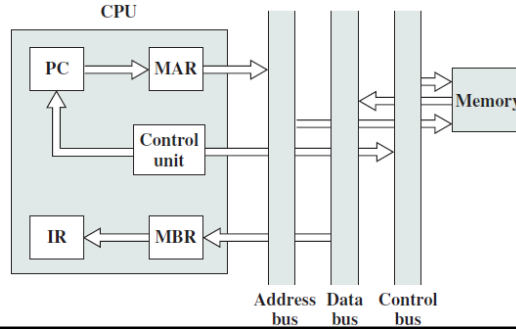 CPU
PC
MAR
Memory
Control
unit
IR
MBR
Address Data Control
bus bus bus